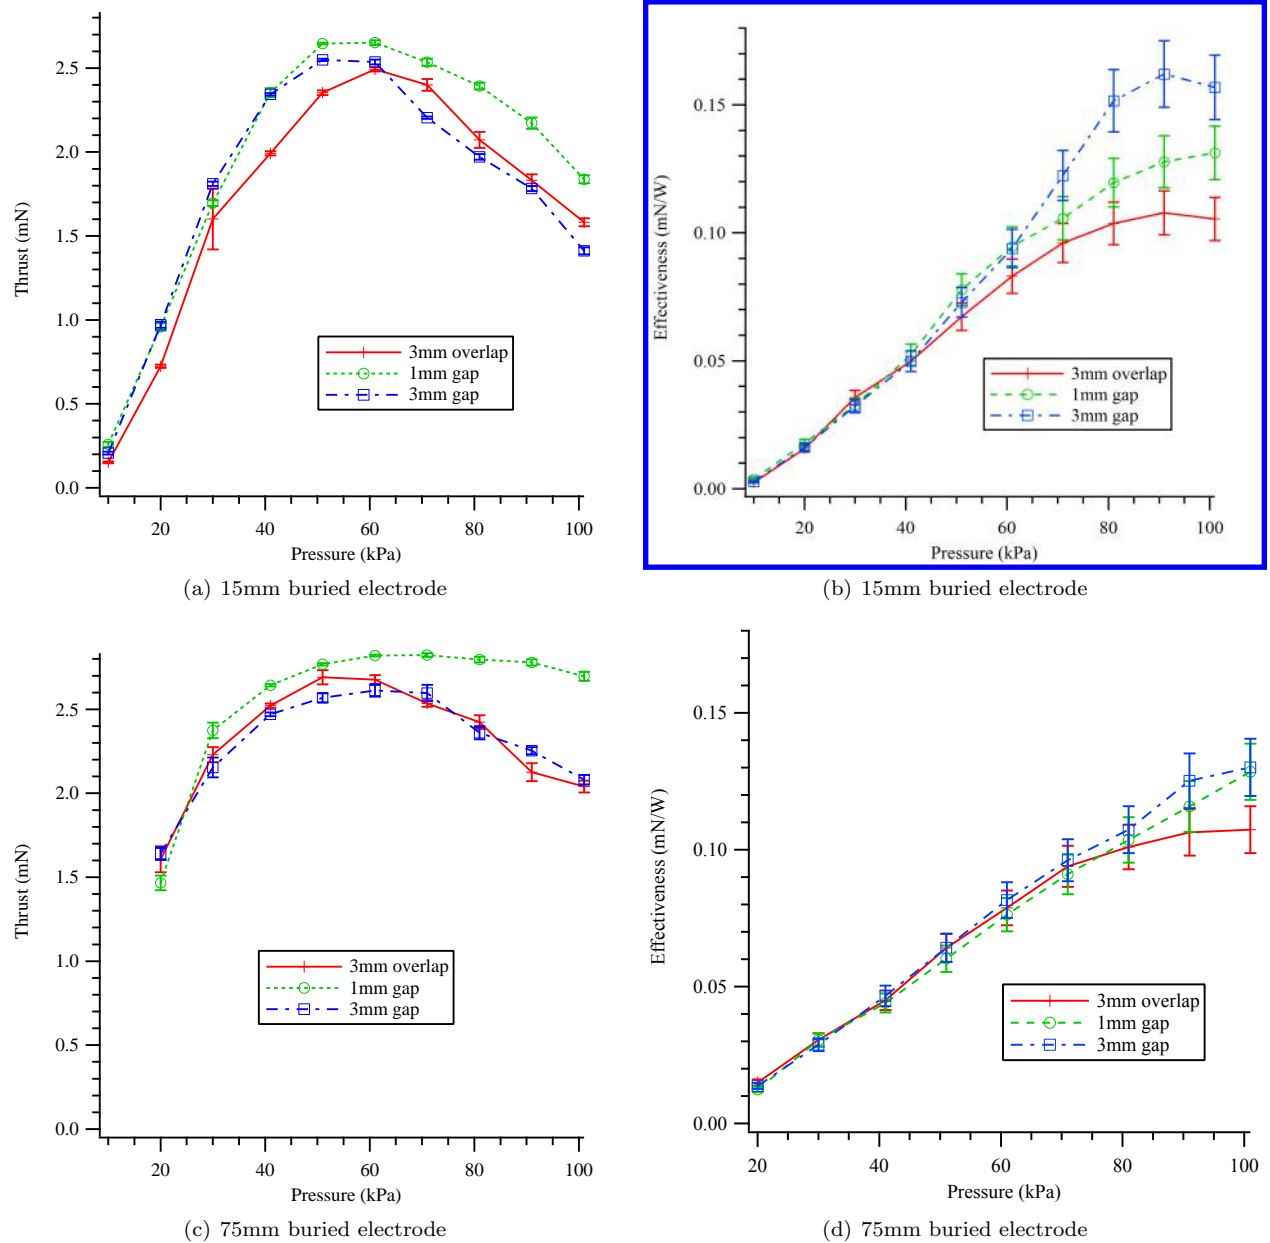 2.5
2.0
1.5
1.0
0.5
0.0
Thrust (mN)
3mm overlap
1mm gap
3mm gap
20 40 60 80 100
Pressure (kPa)
(a) 15mm buried electrode
0.15
0.10
0.05
0.00
Effectiveness (mN/W)
3mm overlap
1mm gap
3mm gap
20 40 60 80 100
Pressure (kPa)
(b) 15mm buried electrode
2.5
2.0
1.5
1.0
0.5
0.0
Thrust (mN)
3mm overlap
1mm gap
3mm gap
20 40 60 80 100
Pressure (kPa)
(c) 75mm buried electrode
0.15
0.10
0.05
0.00
Effectiveness (mN/W)
3mm overlap
1mm gap
3mm gap
20 40 60 80 100
Pressure (kPa)
(d) 75mm buried electrode